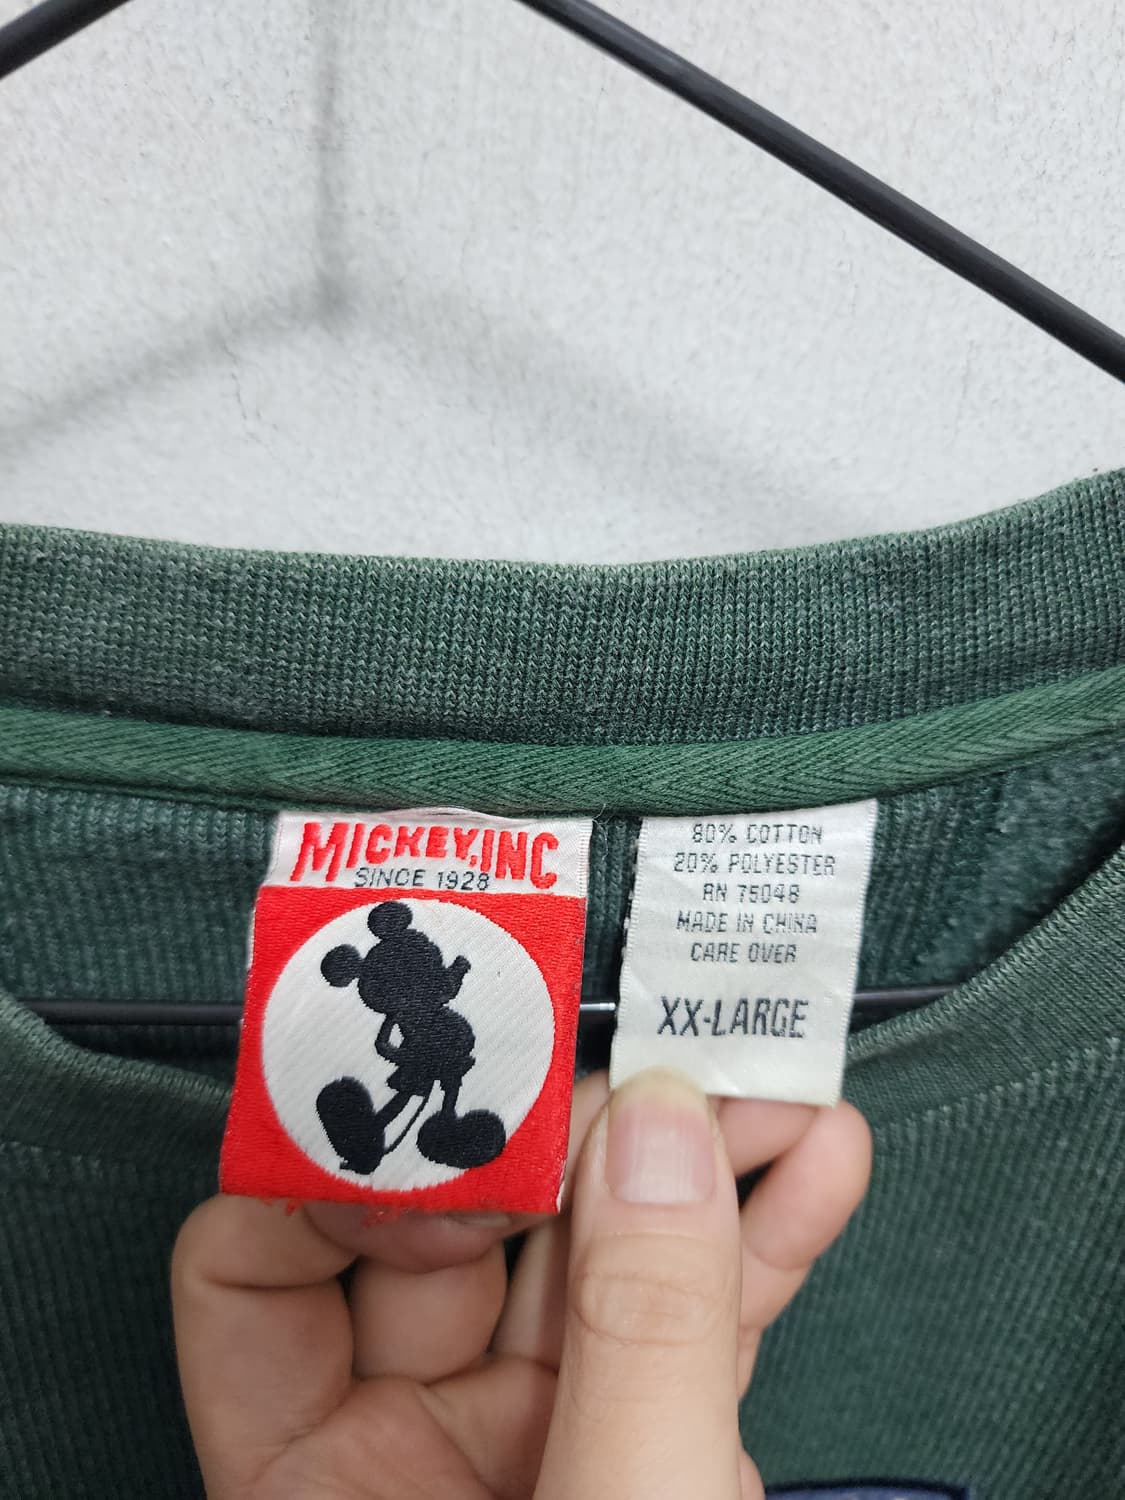 MICKEY, INC
SINCE 1928
80% COTTON
20% POLYESTER
RN 75048
MADE IN CHINA
CARE OVER
XX-LARGE